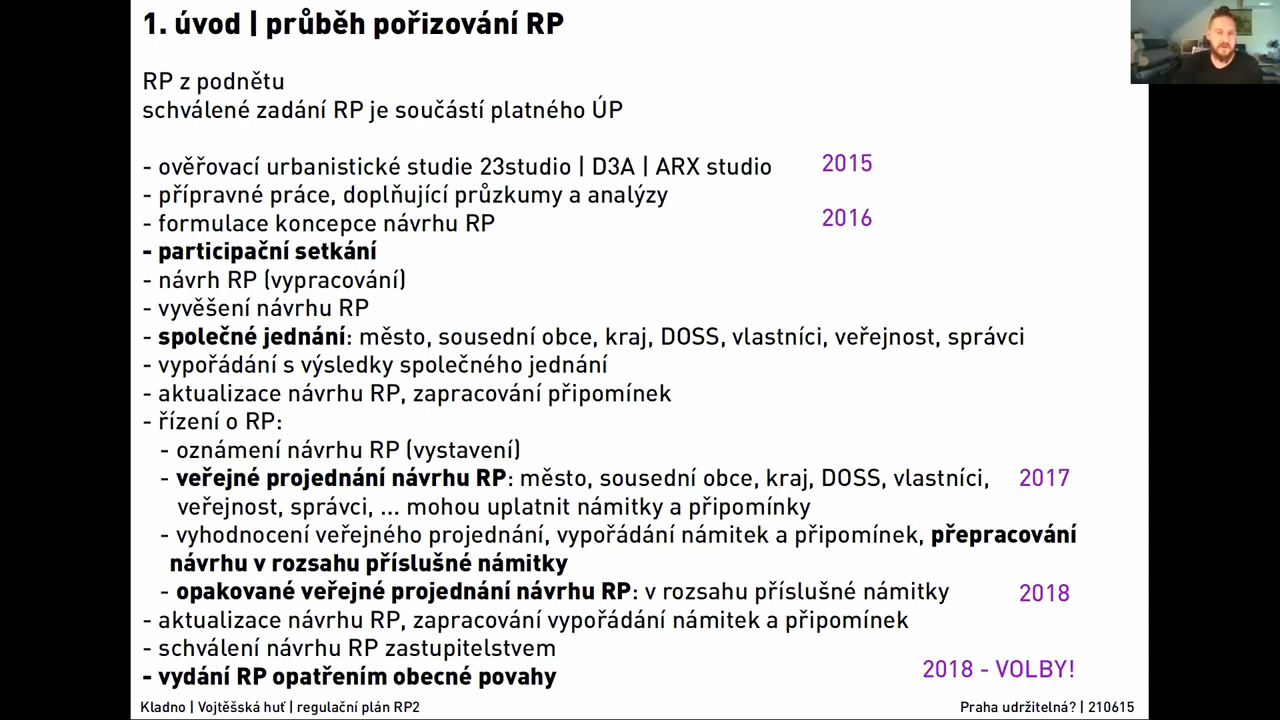 1. úvod | průběh pořizování RP
RP z podnětu
schválené zadání RP je součástí platného ÚP
- ověřovací urbanistické studie 23studio | D3A | ARX studio 2015
- přípravné práce, doplňující průzkumy a analýzy
- formulace koncepce návrhu RP 2016
- participační setkání
- návrh RP (vypracování)
- vyvěšení návrhu RP
- společné jednání: město, sousední obce, kraj, DOSS, vlastníci, veřejnost, správci
- vypořádání s výsledky společného jednání
- aktualizace návrhu RP, zapracování připomínek
- řízení o RP:
- oznámení návrhu RP (vystavení)
- veřejné projednání návrhu RP: město, sousední obce, kraj, DOSS, vlastníci, 2017
veřejnost, správci, ... mohou uplatnit námitky a připomínky
- vyhodnocení veřejného projednání, vypořádání námitek a připomínek, přepracování
návrhu v rozsahu příslušné námitky
- opakované veřejné projednání návrhu RP: v rozsahu příslušné námitky 2018
- aktualizace návrhu RP, zapracování vypořádání námitek a připomínek
- schválení návrhu RP zastupitelstvem
- vydání RP opatřením obecné povahy 2018 - VOLBY!
Kladno | Vojtěšská huť | regulační plán RP2 Praha udržitelná? | 210615